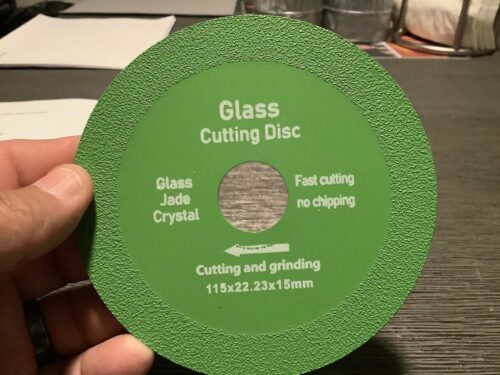 Glass
Cutting Disc
Glass
Jade
Crystal
Fast cutting
no chipping
Cutting and grinding
115x22.23x15mm